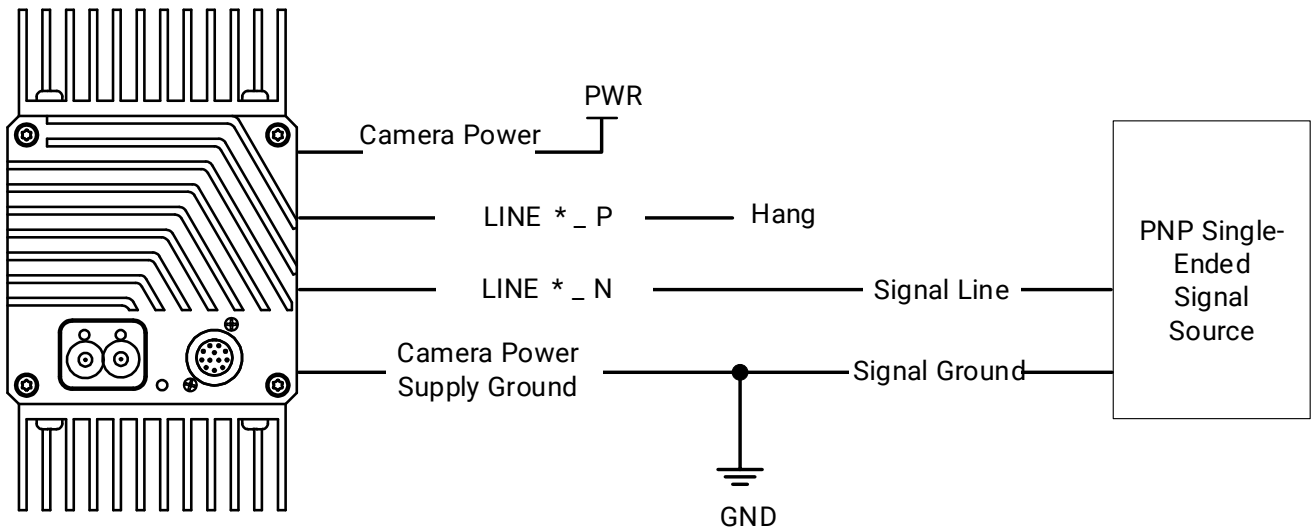 PWR
Camera Power
LINE * _ P
Hang
LINE * _ N
Signal Line
Camera Power
Supply Ground
Signal Ground
GND
PNP Single-
Ended
Signal
Source